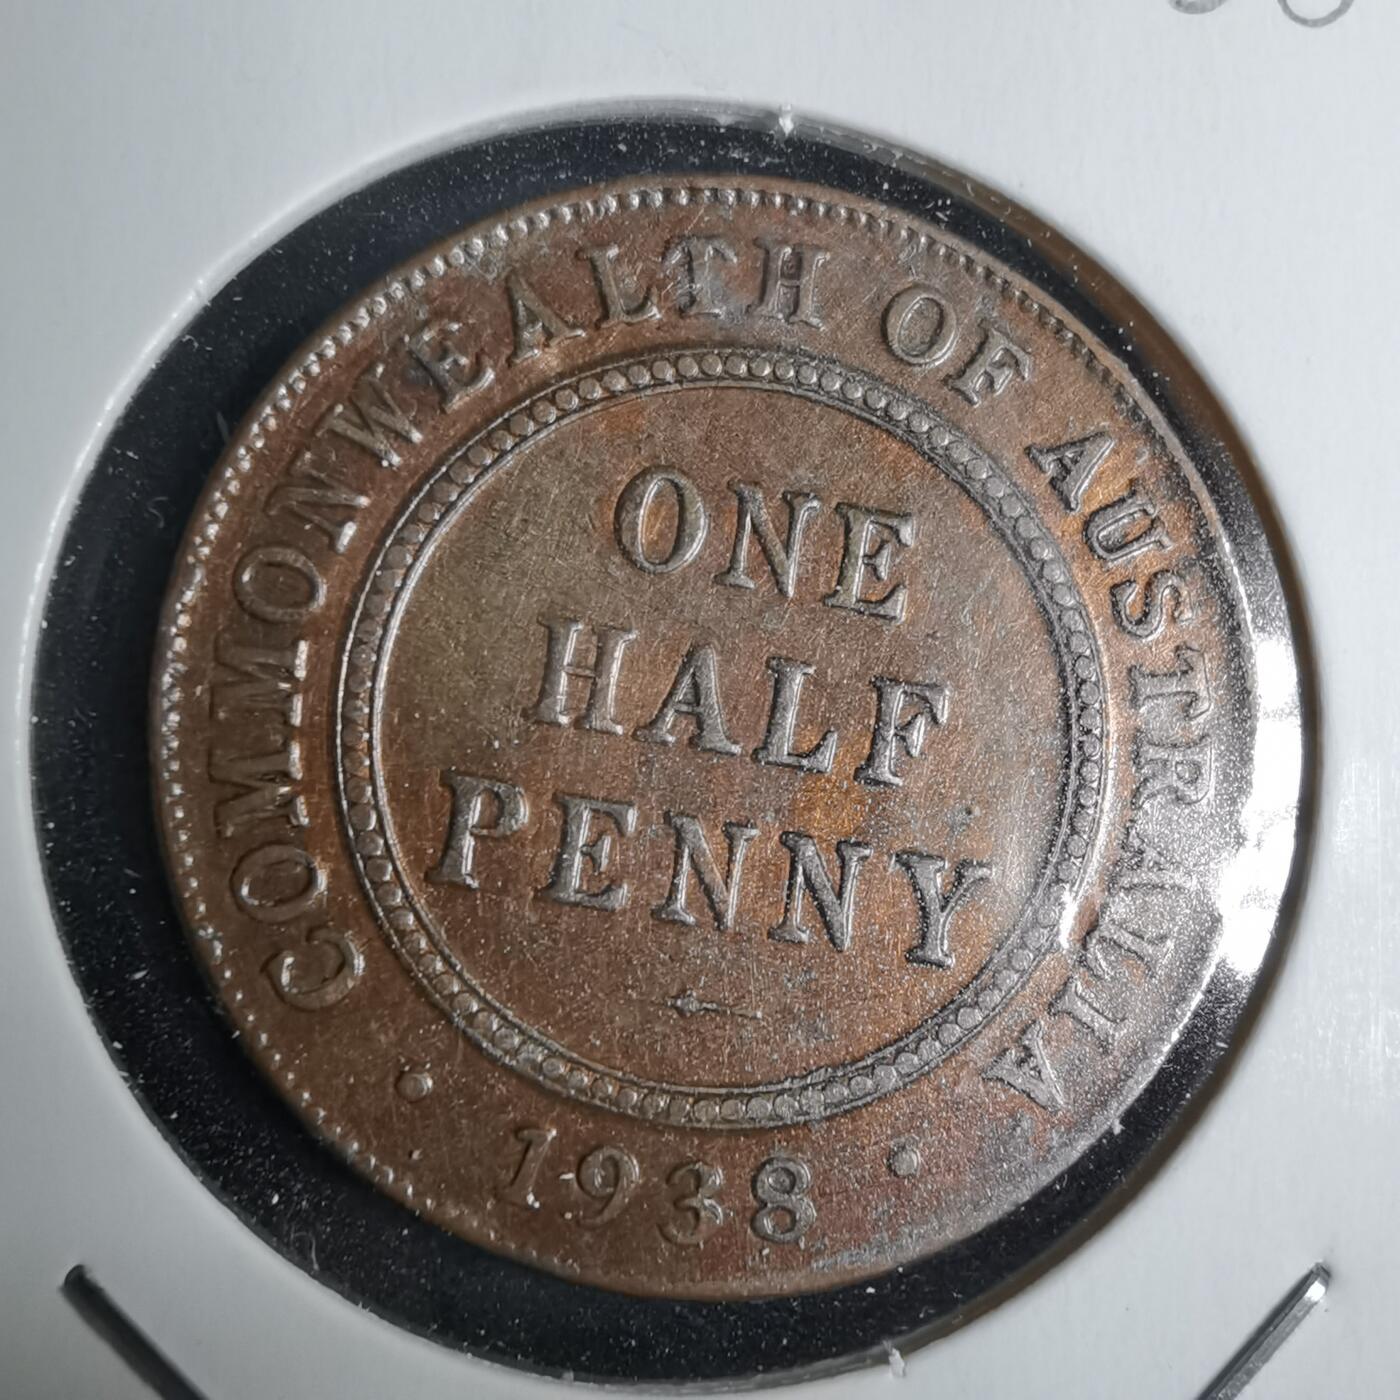 COMMONWEALTH OF AUSTRALIA
ONE
HALF
PENNY
1938